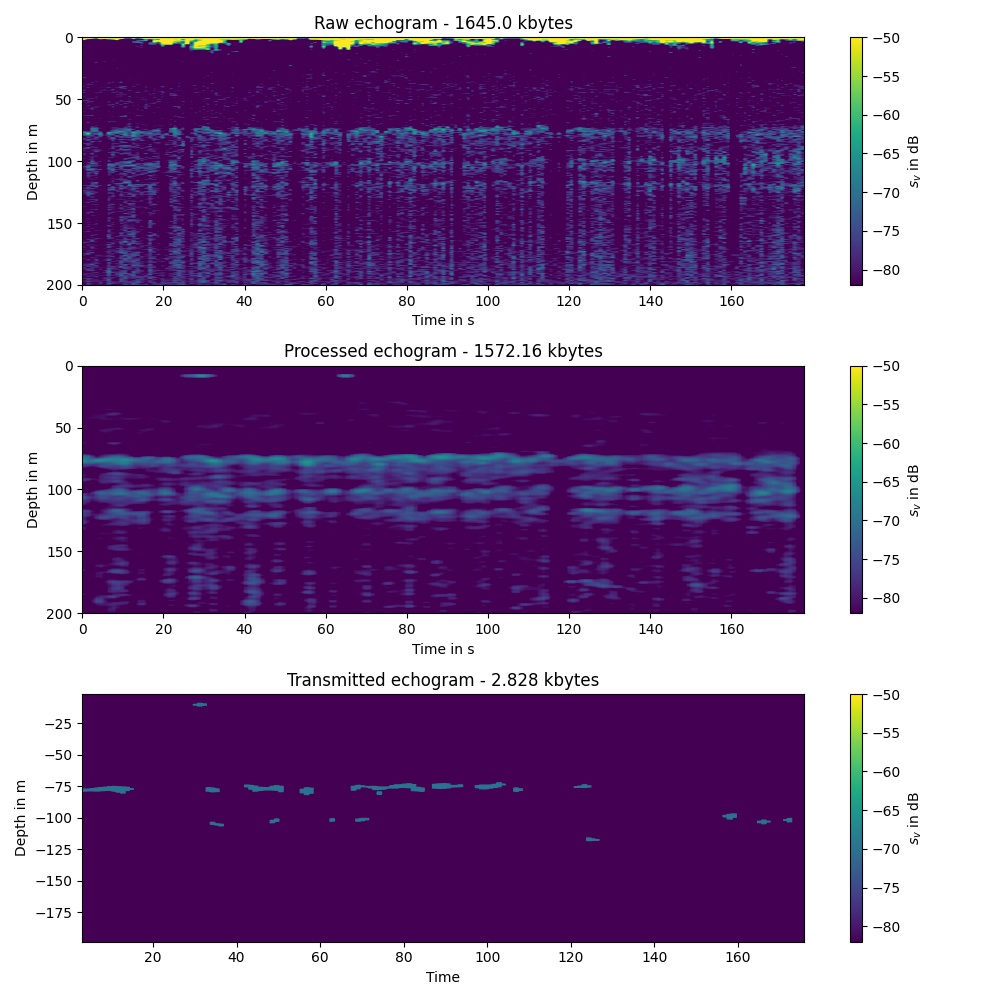 Raw echogram - 1645.0 kbytes
0
50
100
150
200
Depth in m
0 20 40 60 80 100 120 140 160
Time in s
−50
−55
−60
−65
−70
−75
−80
sv in dB
Processed echogram - 1572.16 kbytes
0
50
100
150
200
Depth in m
0 20 40 60 80 100 120 140 160
Time in s
−50
−55
−60
−65
−70
−75
−80
sv in dB
Transmitted echogram - 2.828 kbytes
−25
−50
−75
−100
−125
−150
−175
Depth in m
20 40 60 80 100 120 140 160
Time
−50
−55
−60
−65
−70
−75
−80
sv in dB